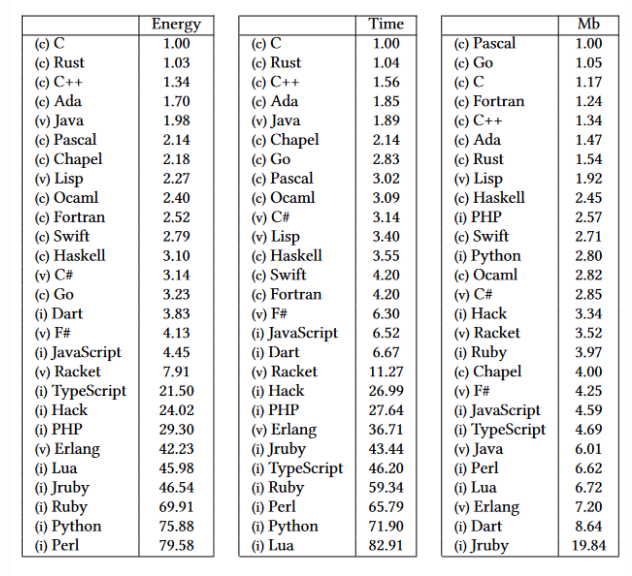 Energy Time Mb
(c) C 1.00 (c) C 1.00 (c) Pascal 1.00
(c) Rust 1.03 (c) Rust 1.04 (c) Go 1.05
(c) C++ 1.34 (c) C++ 1.56 (c) C 1.17
(c) Ada 1.70 (c) Ada 1.85 (c) Fortran 1.24
(v) Java 1.98 (v) Java 1.89 (c) C++ 1.34
(c) Pascal 2.14 (c) Chapel 2.14 (c) Ada 1.47
(c) Chapel 2.18 (c) Go 2.83 (c) Rust 1.54
(v) Lisp 2.27 (c) Pascal 3.02 (v) Lisp 1.92
(c) Ocaml 2.40 (c) Ocaml 3.09 (c) Haskell 2.45
(c) Fortran 2.52 (v) C# 3.14 (i) PHP 2.57
(c) Swift 2.79 (v) Lisp 3.40 (c) Swift 2.71
(c) Haskell 3.10 (c) Haskell 3.55 (i) Python 2.80
(v) C# 3.14 (c) Swift 4.20 (c) Ocaml 2.82
(c) Go 3.23 (c) Fortran 4.20 (v) C# 2.85
(i) Dart 3.83 (v) F# 6.30 (i) Hack 3.34
(v) F# 4.13 (i) JavaScript 6.52 (v) Racket 3.52
(i) JavaScript 4.45 (i) Dart 6.67 (i) Ruby 3.97
(v) Racket 7.91 (v) Racket 11.27 (c) Chapel 4.00
(i) TypeScript 21.50 (i) Hack 26.99 (v) F# 4.25
(i) Hack 24.02 (i) PHP 27.64 (i) JavaScript 4.59
(i) PHP 29.30 (v) Erlang 36.71 (i) TypeScript 4.69
(v) Erlang 42.23 (i) Jruby 43.44 (v) Java 6.01
(i) Lua 45.98 (i) TypeScript 46.20 (i) Perl 6.62
(i) Jruby 46.54 (i) Ruby 59.34 (i) Lua 6.72
(i) Ruby 69.91 (i) Perl 65.79 (v) Erlang 7.20
(i) Python 75.88 (i) Python 71.90 (i) Dart 8.64
(i) Perl 79.58 (i) Lua 82.91 (i) Jruby 19.84